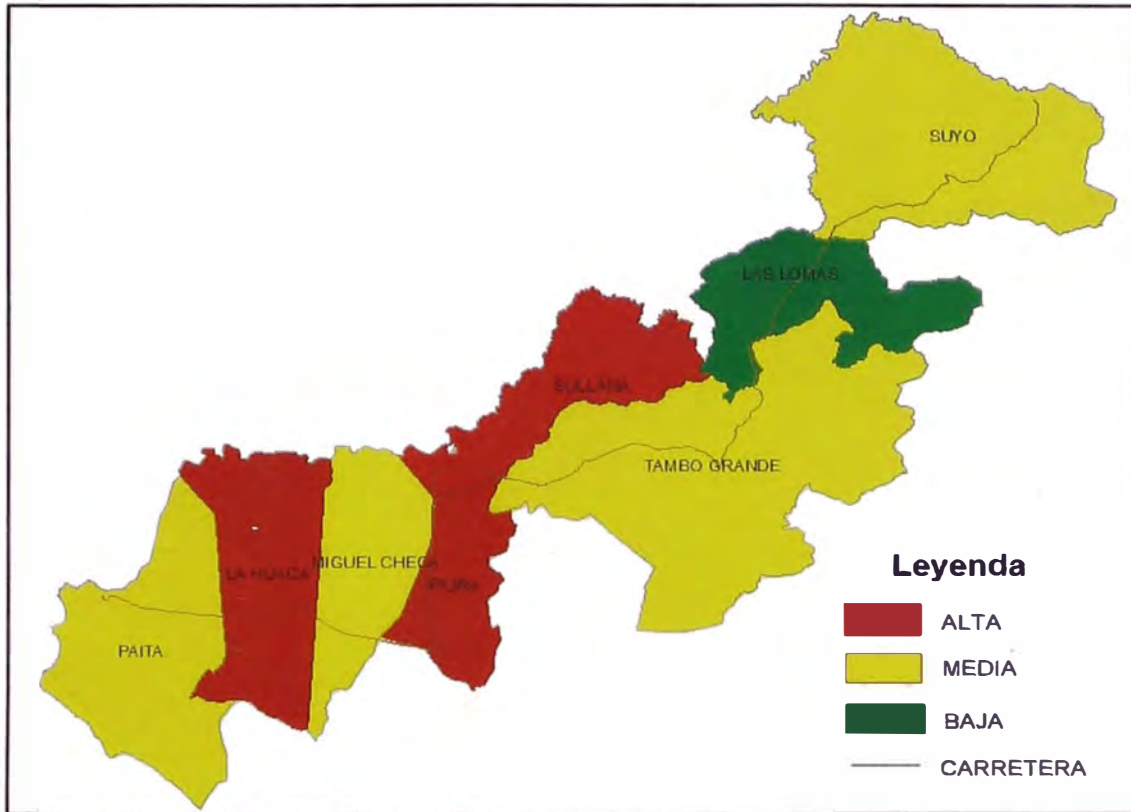 SUYO
LAS LOMAS
SULLANA
TAMBO GRANDE
MIGUEL CHECA
LA HUACA
PIURA
PAITA
Leyenda
ALTA
MEDIA
BAJA
CARRETERA